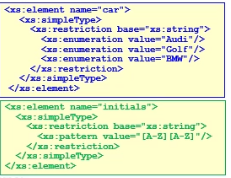 <xs:element name="car">
<xs:simpleType>
<xs:restriction base="xs:string">
<xs:enumeration value="Audi"/>
<xs:enumeration value="Golf"/>
<xs:enumeration value="BMW"/>
</xs:restriction>
</xs:simpleType>
</xs:element>
<xs:element name="initials">
<xs:simpleType>
<xs:restriction base="xs:string">
<xs:pattern value="[A-Z][A-Z]"/>
</xs:restriction>
</xs:simpleType>
</xs:element>